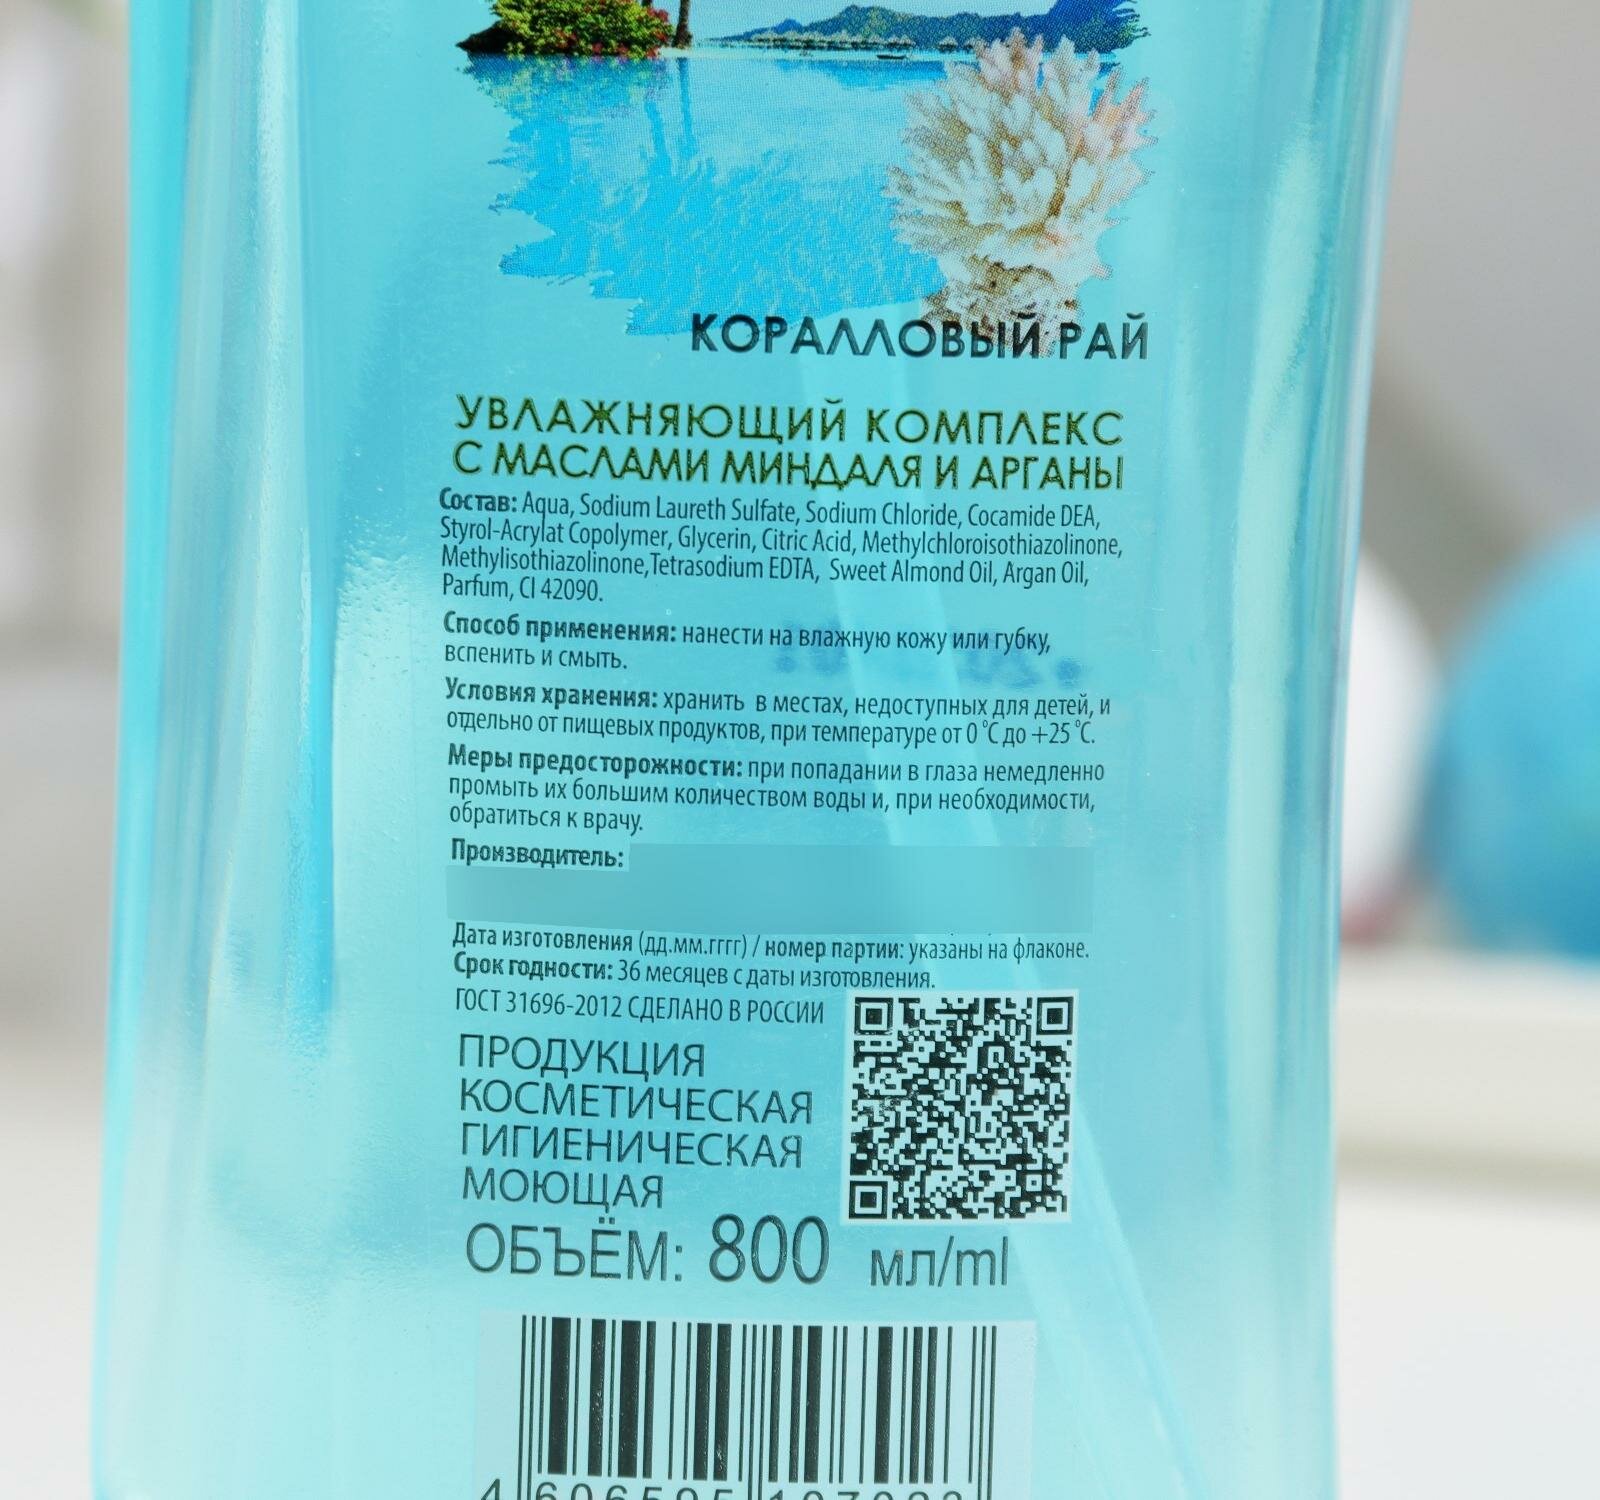 КОРАЛЛОВЫЙ РАЙ
УВЛАЖНЯЮЩИЙ КОМПЛЕКС
С МАСЛАМИ МИНДАЛЯ И АРГАНЫ
Состав: Aqua, Sodium Laureth Sulfate, Sodium Chloride, Cocamide DEA,
Styrol-Acrylat Copolymer, Glycerin, Citric Acid, Methylchloroisothiazolinone,
Methylisothiazolinone,Tetrasodium EDTA, Sweet Almond Oil, Argan Oil,
Parfum, CI 42090.
Способ применения: нанести на влажную кожу или губку,
вспенить и смыть.
Условия хранения: хранить в местах, недоступных для детей, и
отдельно от пищевых продуктов, при температуре от 0 °C до +25 °C.
Меры предосторожности: при попадании в глаза немедленно
промыть их большим количеством воды и, при необходимости,
обратиться к врачу.
Производитель:
Дата изготовления (дд.мм.гггг) / номер партии: указаны на флаконе.
Срок годности: 36 месяцев с даты изготовления.
ГОСТ 31696-2012 СДЕЛАНО В РОССИИ
ПРОДУКЦИЯ
КОСМЕТИЧЕСКАЯ
ГИГИЕНИЧЕСКАЯ
МОЮЩАЯ
ОБЪЁМ: 800 мл/ml